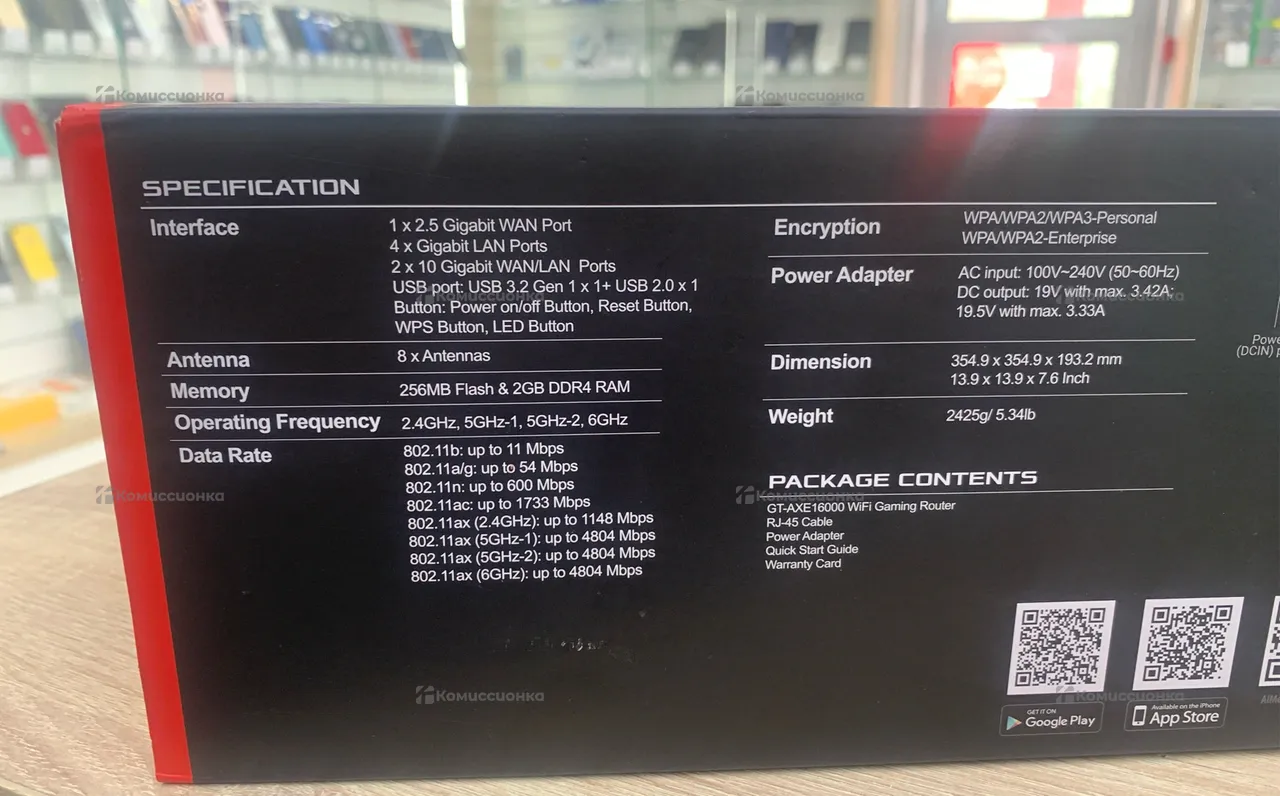 SPECIFICATION
Interface
1 x 2.5 Gigabit WAN Port
4 x Gigabit LAN Ports
2 x 10 Gigabit WAN/LAN Ports
USB port: USB 3.2 Gen 1 x 1+ USB 2.0 x 1
Button: Power on/off Button, Reset Button,
WPS Button, LED Button
Antenna
8 x Antennas
Memory
256MB Flash & 2GB DDR4 RAM
Operating Frequency
2.4GHz, 5GHz-1, 5GHz-2, 6GHz
Data Rate
802.11b: up to 11 Mbps
802.11a/g: up to 54 Mbps
802.11n: up to 600 Mbps
802.11ac: up to 1733 Mbps
802.11ax (2.4GHz): up to 1148 Mbps
802.11ax (5GHz-1): up to 4804 Mbps
802.11ax (5GHz-2): up to 4804 Mbps
802.11ax (6GHz): up to 4804 Mbps
Encryption
WPA/WPA2/WPA3-Personal
WPA/WPA2-Enterprise
Power Adapter
AC input: 100V~240V (50~60Hz)
DC output: 19V with max. 3.42A;
19.5V with max. 3.33A
Dimension
354.9 x 354.9 x 193.2 mm
13.9 x 13.9 x 7.6 Inch
Weight
2425g/ 5.34lb
PACKAGE CONTENTS
GT-AXE16000 WiFi Gaming Router
RJ-45 Cable
Power Adapter
Quick Start Guide
Warranty Card
(DCIN)
GET IT ON
Google Play
Available on the iPhone
App Store
Комиссионка
Комиссионка
Комиссионка
Комиссионка
Комиссионка
Комиссионка
Комиссионка
Комиссионка